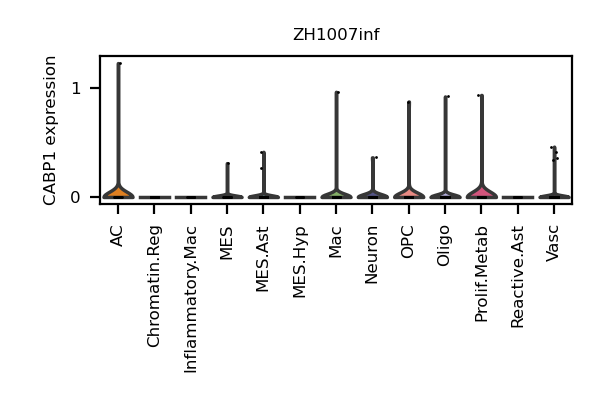 ZH1007inf
CABP1 expression
1
0
AC
Chromatin.Reg
Inflammatory.Mac
MES
MES.Ast
MES.Hyp
Mac
Neuron
OPC
Oligo
Prolif.Metab
Reactive.Ast
Vasc